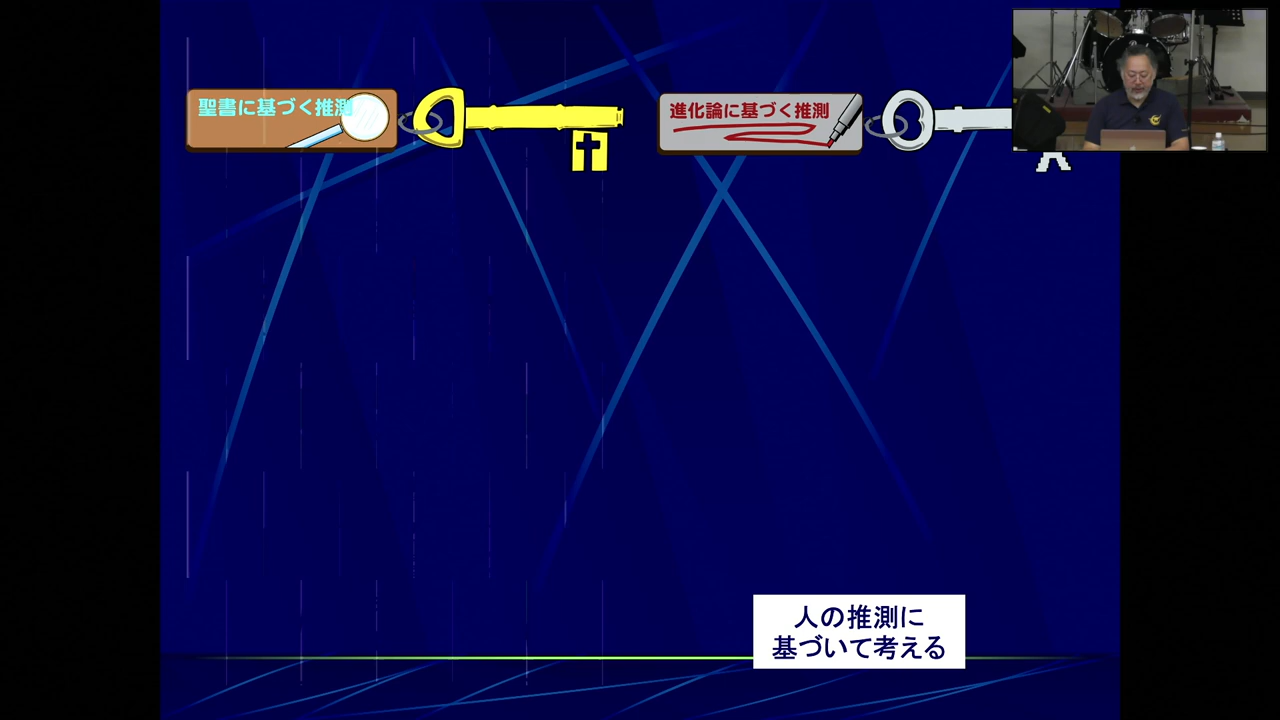 聖書に基づく推測
進化論に基づく推測
人の推測に
基づいて考える